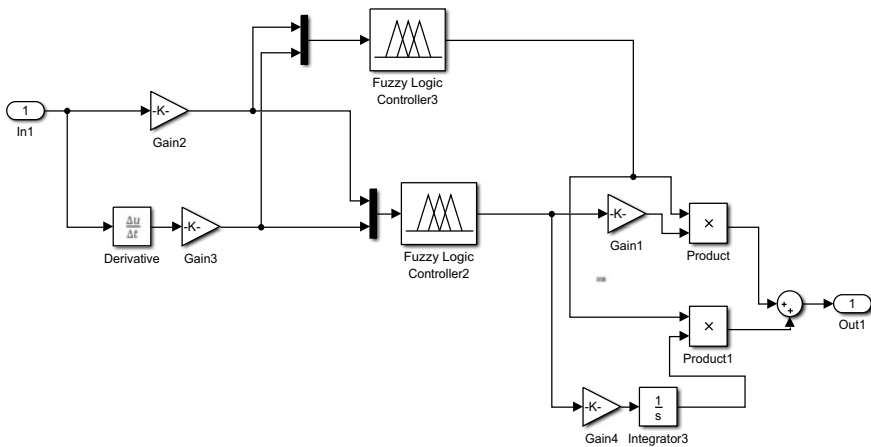 Fuzzy Logic
Controller3
1
In1
-K-
Gain2
Δu
Δt
Derivative
-K-
Gain3
Fuzzy Logic
Controller2
-K-
Gain1
×
Product
+
+
1
Out1
×
Product1
-K-
Gain4
1
s
Integrator3